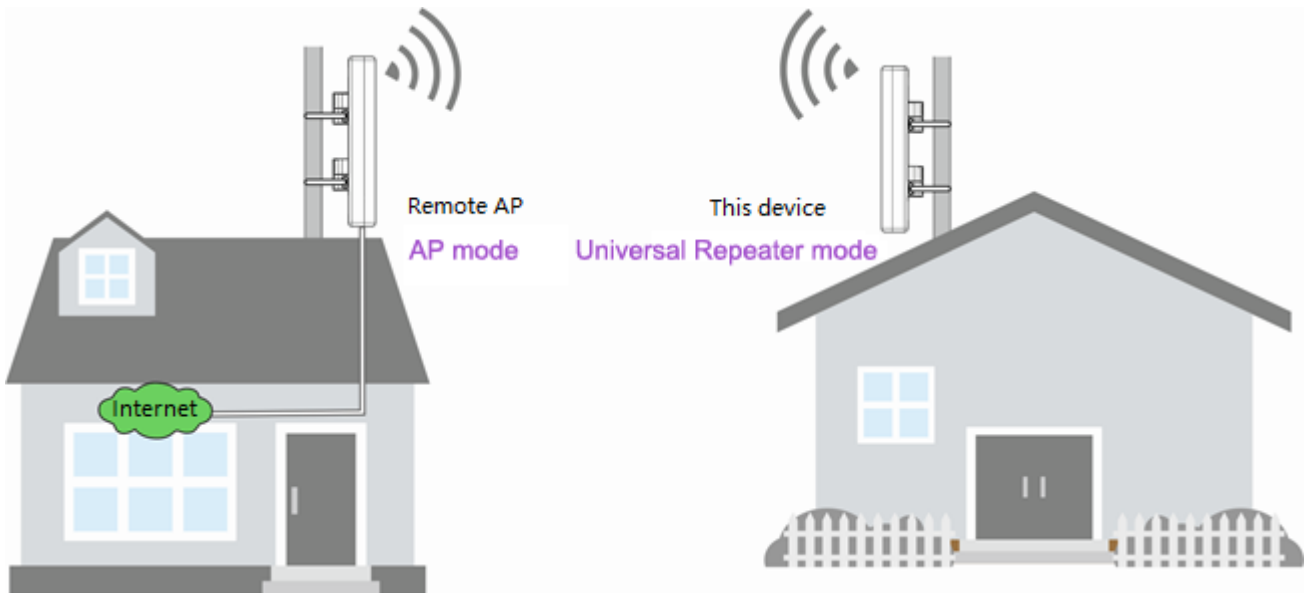 Remote AP
AP mode
This device
Universal Repeater mode
Internet